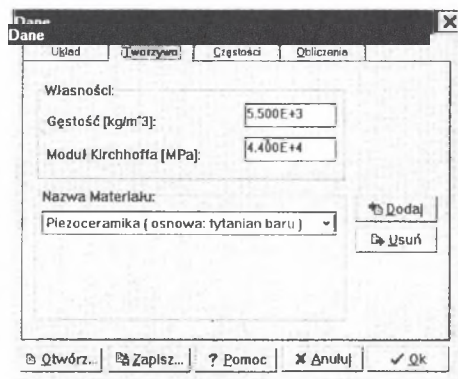 Dane
Dane
Układ Tworzywo Częstości Obliczenia
Własności:
Gęstość [kg/m^3]: 5.500E+3
Moduł Kirchhoffa [MPa]: 4.400E+4
Nazwa Materiału:
Piezoceramika ( osnowa: tytanian baru )
Dodaj
Usuń
Otwórz... Zapisz... ? Pomoc X Anuluj Ok